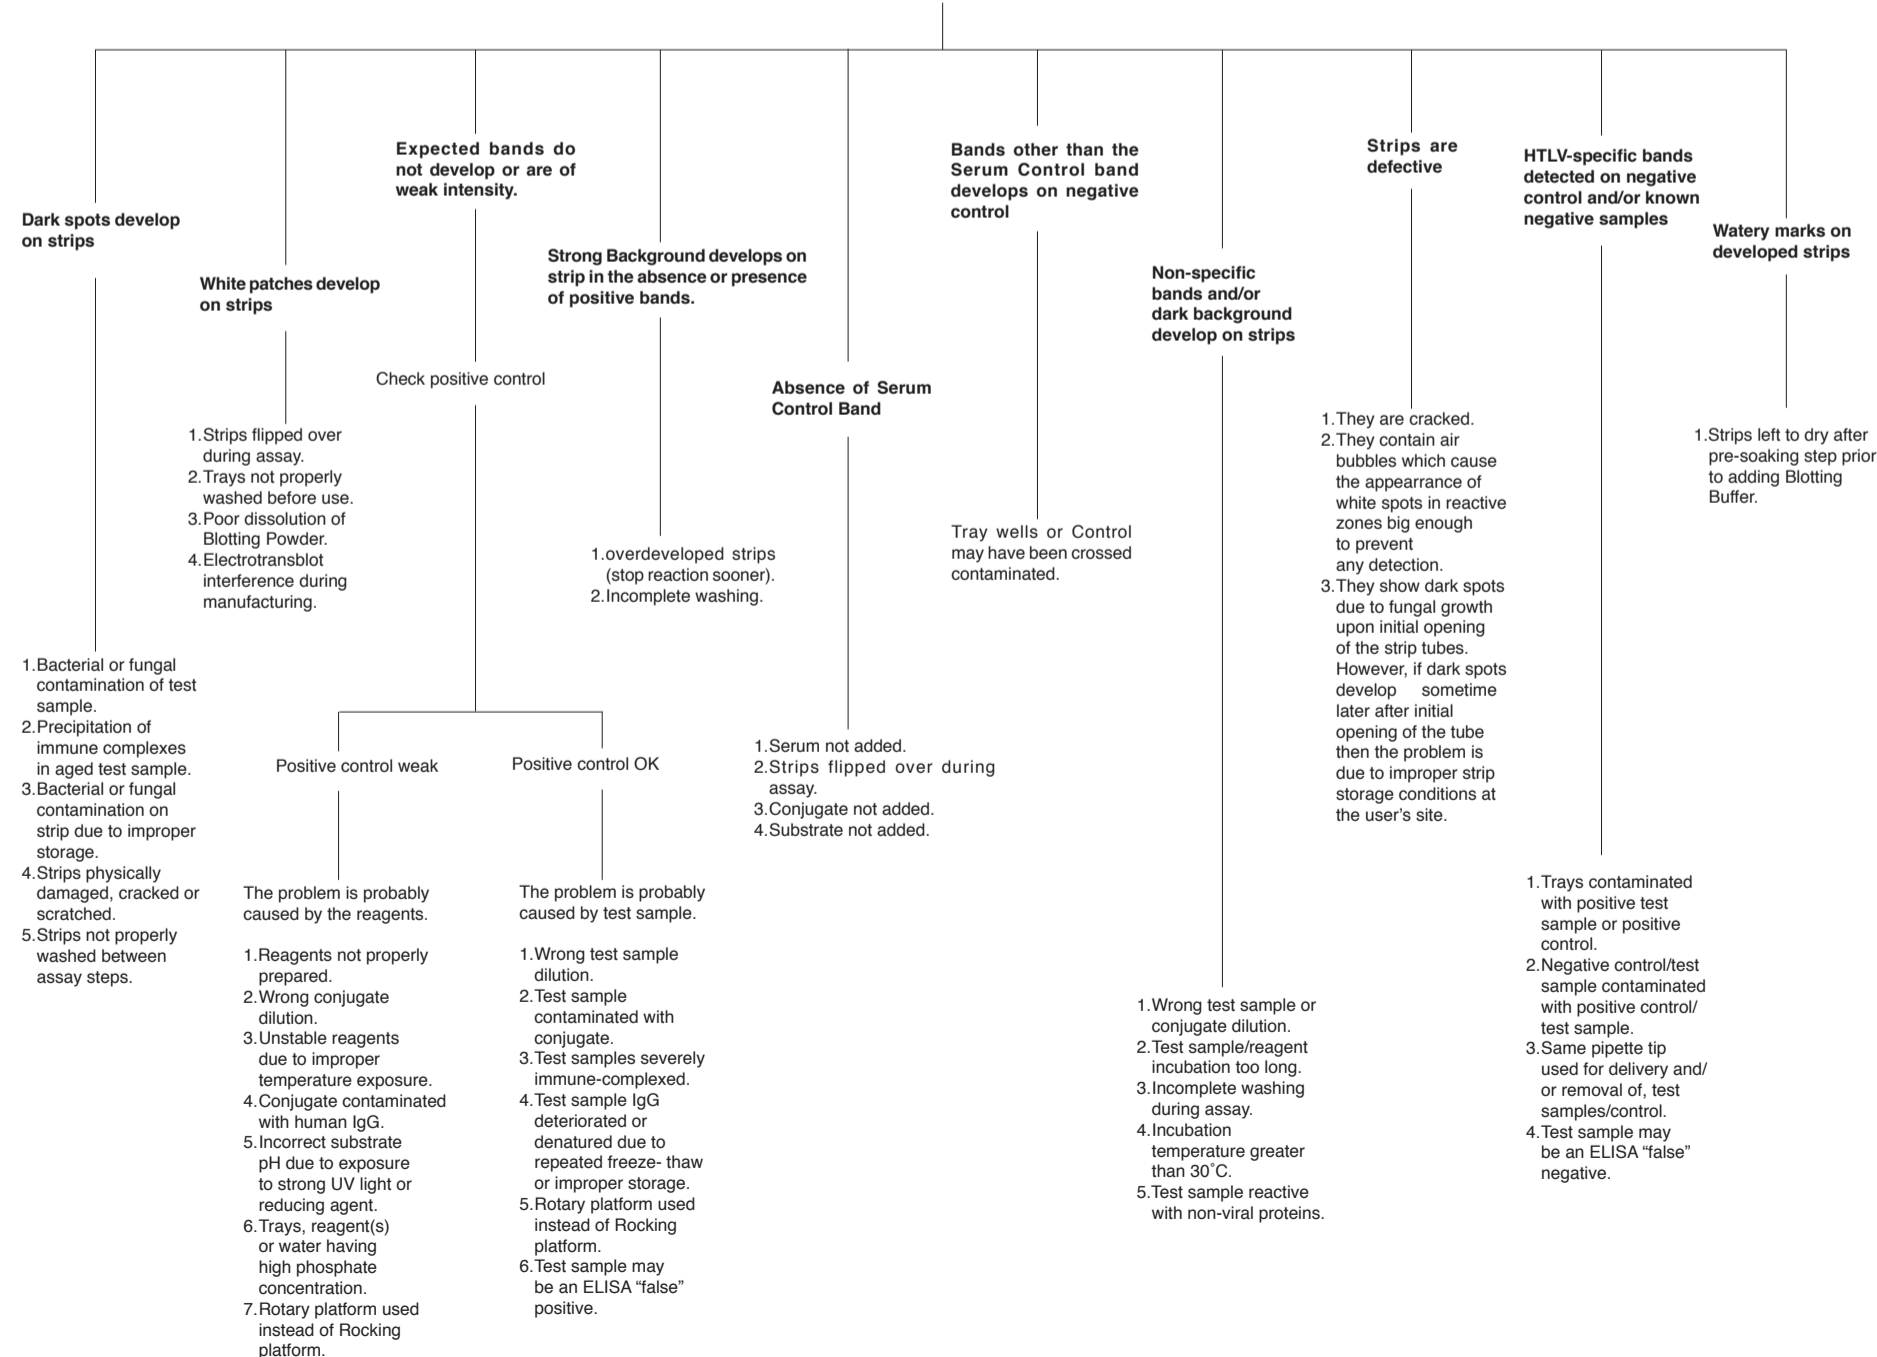 Dark spots develop
on strips
1.Bacterial or fungal
contamination of test
sample.
2.Precipitation of
immune complexes
in aged test sample.
3.Bacterial or fungal
contamination on
strip due to improper
storage.
4.Strips physically
damaged, cracked or
scratched.
5.Strips not properly
washed between
assay steps.
White patches develop
on strips
1.Strips flipped over
during assay.
2.Trays not properly
washed before use.
3.Poor dissolution of
Blotting Powder.
4.Electrotransblot
interference during
manufacturing.
Expected bands do
not develop or are of
weak intensity.
Check positive control
Positive control weak
The problem is probably
caused by the reagents.
1.Reagents not properly
prepared.
2.Wrong conjugate
dilution.
3.Unstable reagents
due to improper
temperature exposure.
4.Conjugate contaminated
with human IgG.
5.Incorrect substrate
pH due to exposure
to strong UV light or
reducing agent.
6.Trays, reagent(s)
or water having
high phosphate
concentration.
7.Rotary platform used
instead of Rocking
platform.
Positive control OK
The problem is probably
caused by test sample.
1.Wrong test sample
dilution.
2.Test sample
contaminated with
conjugate.
3.Test samples severely
immune-complexed.
4.Test sample IgG
deteriorated or
denatured due to
repeated freeze- thaw
or improper storage.
5.Rotary platform used
instead of Rocking
platform.
6.Test sample may
be an ELISA “false”
positive.
Strong Background develops on
strip in the absence or presence
of positive bands.
1.overdeveloped strips
(stop reaction sooner).
2.Incomplete washing.
Absence of Serum
Control Band
1.Serum not added.
2.Strips flipped over during
assay.
3.Conjugate not added.
4.Substrate not added.
Bands other than the
Serum Control band
develops on negative
control
Tray wells or Control
may have been crossed
contaminated.
Non-specific
bands and/or
dark background
develop on strips
1.Wrong test sample or
conjugate dilution.
2.Test sample/reagent
incubation too long.
3.Incomplete washing
during assay.
4.Incubation
temperature greater
than 30˚C.
5.Test sample reactive
with non-viral proteins.
Strips are
defective
1.They are cracked.
2.They contain air
bubbles which cause
the appearrance of
white spots in reactive
zones big enough
to prevent
any detection.
3.They show dark spots
due to fungal growth
upon initial opening
of the strip tubes.
However, if dark spots
develop sometime
later after initial
opening of the tube
then the problem is
due to improper strip
storage conditions at
the user’s site.
HTLV-specific bands
detected on negative
control and/or known
negative samples
1.Trays contaminated
with positive test
sample or positive
control.
2.Negative control/test
sample contaminated
with positive control/
test sample.
3.Same pipette tip
used for delivery and/
or removal of, test
samples/control.
4.Test sample may
be an ELISA “false”
negative.
Watery marks on
developed strips
1.Strips left to dry after
pre-soaking step prior
to adding Blotting
Buffer.